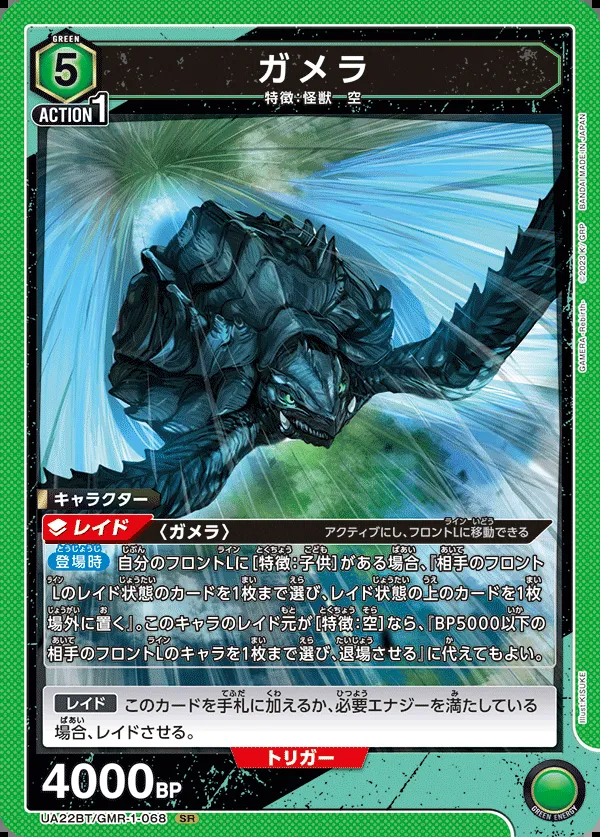 GREEN
5
ACTION 1
ガメラ
特徴:怪獣 空
GAMERA -Rebirth- ©2023 K/GRP BANDAI MADE IN JAPAN
キャラクター
レイド 〈ガメラ〉 アクティブにし、フロントLに移動できる
登場時 自分のフロントLに[特徴:子供]がある場合、『相手のフロント
Lのレイド状態のカードを1枚まで選び、レイド状態の上のカードを1枚
場外に置く』。このキャラのレイド元が[特徴:空]なら、『BP5000以下の
相手のフロントLのキャラを1枚まで選び、退場させる』に代えてもよい。
レイド このカードを手札に加えるか、必要エナジーを満たしている
場合、レイドさせる。
トリガー
4000BP
UA22BT/GMR-1-068 SR
Illust KISUKE
GREEN ENERGY